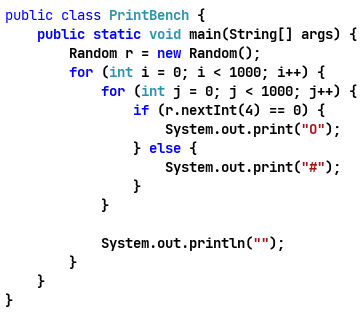 public class PrintBench {
    public static void main(String[] args) {
        Random r = new Random();
        for (int i = 0; i < 1000; i++) {
            for (int j = 0; j < 1000; j++) {
                if (r.nextInt(4) == 0) {
                    System.out.print("O");
                } else {
                    System.out.print("#");
                }
            }

            System.out.println("");
        }
    }
}